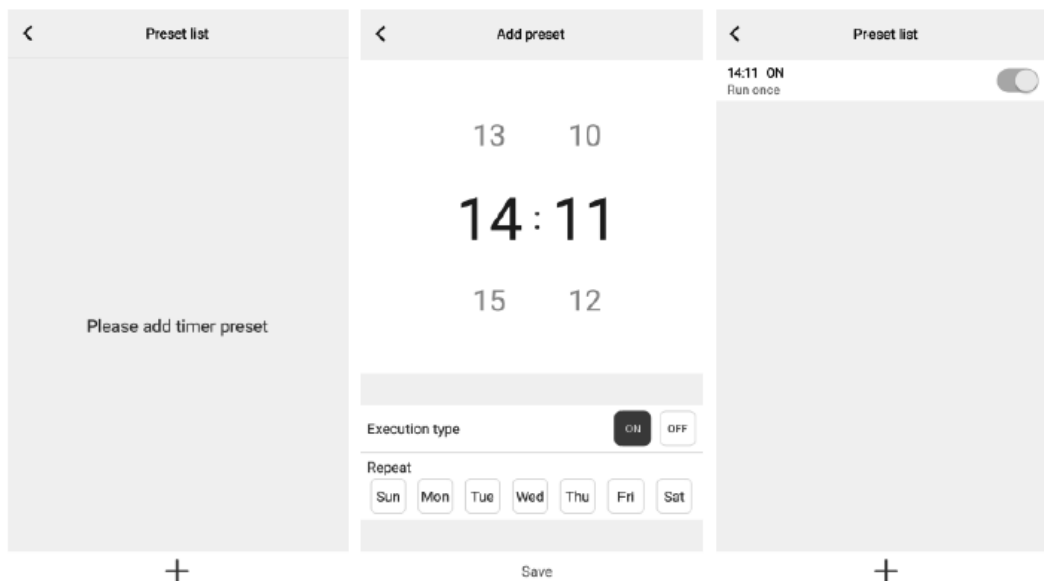 Preset list
Please add timer preset
+
Add preset
13 10
14 : 11
15 12
Execution type ON OFF
Repeat
Sun Mon Tue Wed Thu Fri Sat
Save
Preset list
14:11 ON
Run once
+